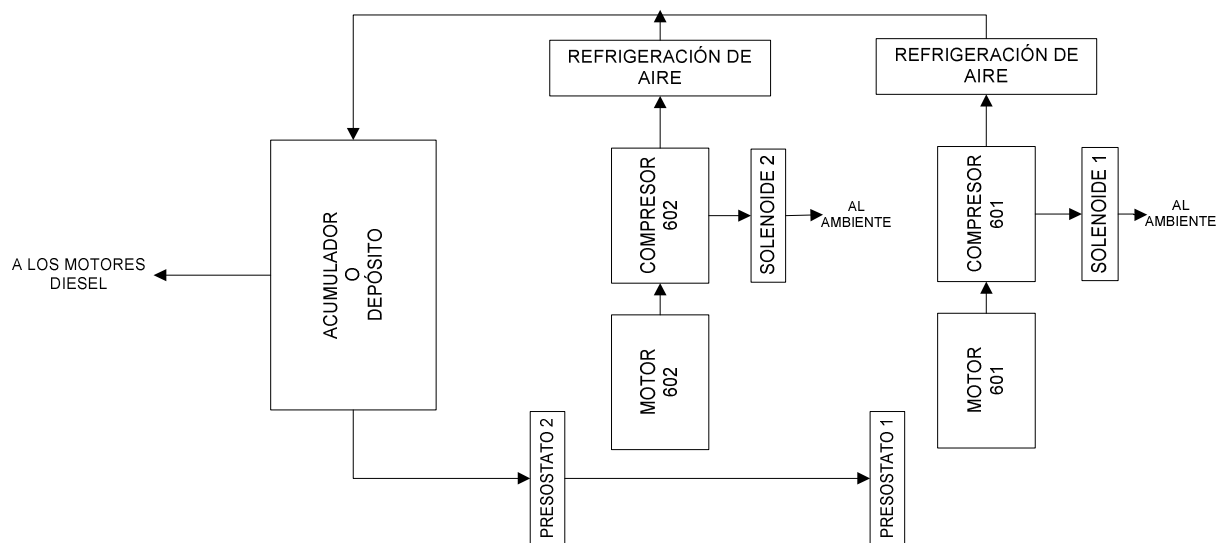 REFRIGERACIÓN DE
AIRE
REFRIGERACIÓN DE
AIRE
ACUMULADOR
O
DEPÓSITO
COMPRESOR
602
SOLENOIDE 2
AL
AMBIENTE
COMPRESOR
601
SOLENOIDE 1
AL
AMBIENTE
A LOS MOTORES
DIESEL
MOTOR
602
MOTOR
601
PRESOSTATO 2
PRESOSTATO 1